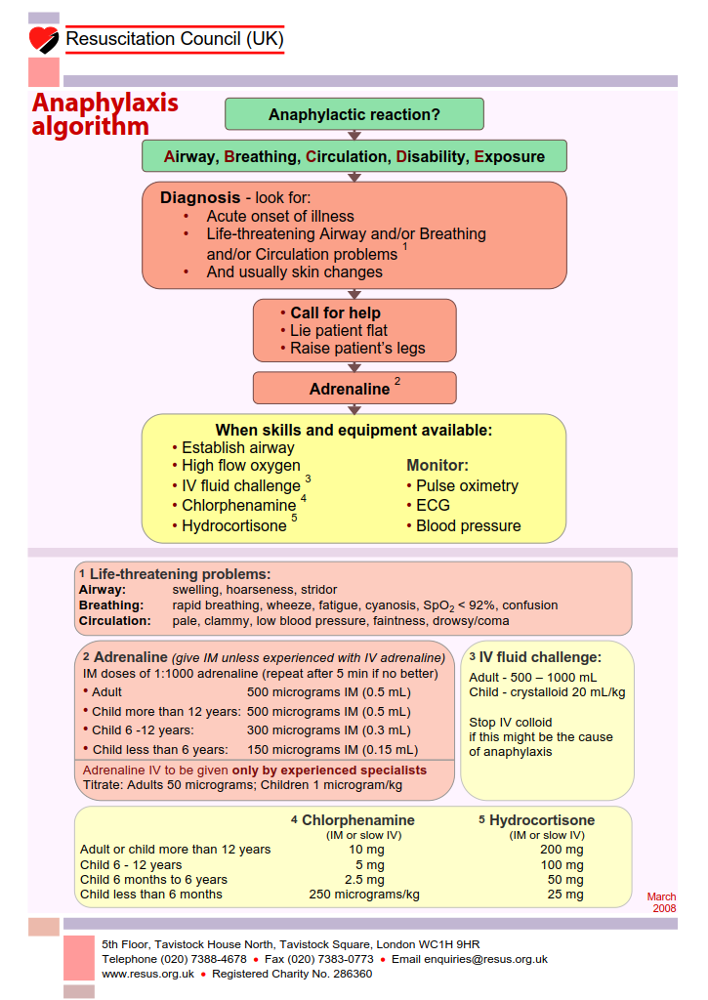 Resuscitation Council (UK)
Anaphylaxis
algorithm
Anaphylactic reaction?
Airway, Breathing, Circulation, Disability, Exposure
Diagnosis - look for:
• Acute onset of illness
• Life-threatening Airway and/or Breathing
and/or Circulation problems 1
• And usually skin changes
• Call for help
• Lie patient flat
• Raise patient's legs
Adrenaline 2
When skills and equipment available:
• Establish airway
• High flow oxygen
• IV fluid challenge 3
• Chlorphenamine 4
• Hydrocortisone 5
Monitor:
• Pulse oximetry
• ECG
• Blood pressure
1 Life-threatening problems:
Airway: swelling, hoarseness, stridor
Breathing: rapid breathing, wheeze, fatigue, cyanosis, SpO2 < 92%, confusion
Circulation: pale, clammy, low blood pressure, faintness, drowsy/coma
2 Adrenaline (give IM unless experienced with IV adrenaline)
IM doses of 1:1000 adrenaline (repeat after 5 min if no better)
• Adult 500 micrograms IM (0.5 mL)
• Child more than 12 years: 500 micrograms IM (0.5 mL)
• Child 6 -12 years: 300 micrograms IM (0.3 mL)
• Child less than 6 years: 150 micrograms IM (0.15 mL)
Adrenaline IV to be given only by experienced specialists
Titrate: Adults 50 micrograms; Children 1 microgram/kg
3 IV fluid challenge:
Adult - 500 – 1000 mL
Child - crystalloid 20 mL/kg
Stop IV colloid
if this might be the cause
of anaphylaxis
4 Chlorphenamine 5 Hydrocortisone
(IM or slow IV) (IM or slow IV)
Adult or child more than 12 years 10 mg 200 mg
Child 6 - 12 years 5 mg 100 mg
Child 6 months to 6 years 2.5 mg 50 mg
Child less than 6 months 250 micrograms/kg 25 mg
March
2008
5th Floor, Tavistock House North, Tavistock Square, London WC1H 9HR
Telephone (020) 7388-4678 • Fax (020) 7383-0773 • Email enquiries@resus.org.uk
www.resus.org.uk • Registered Charity No. 286360